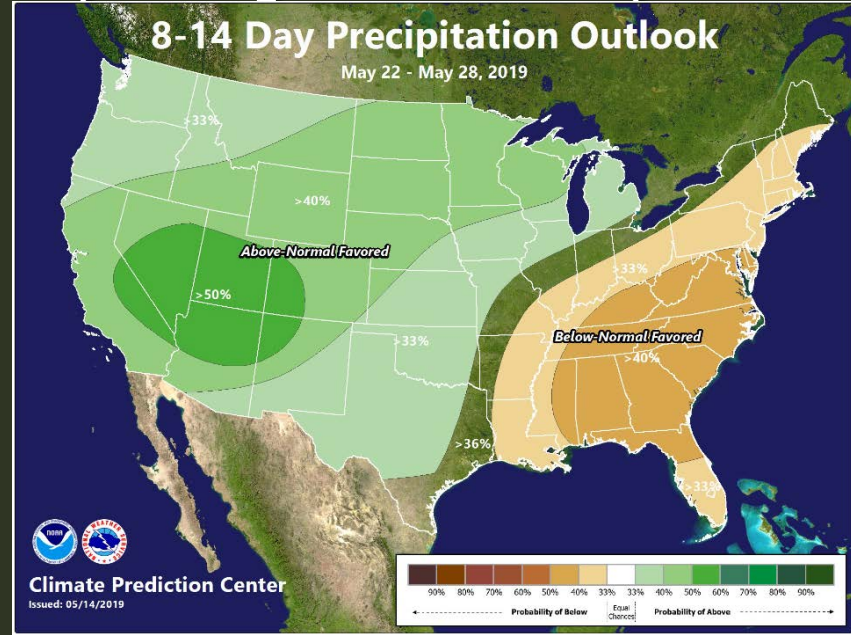 8-14 Day Precipitation Outlook
May 22 - May 28, 2019
>33%
>40%
Above-Normal Favored
>50%
>33%
>33%
Below-Normal Favored
>40%
>36%
>33%
NOAA
Climate Prediction Center
Issued: 05/14/2019
90% 80% 70% 60% 50% 40% 33% 33% 40% 50% 60% 70% 80% 90%
Probability of Below Equal Chances Probability of Above